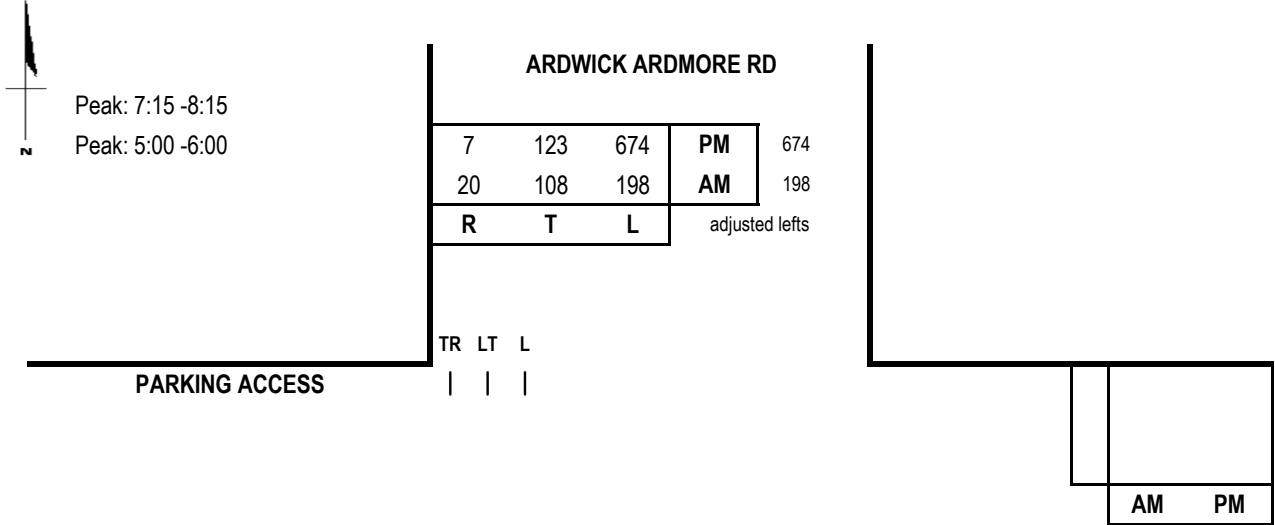 ARDWICK ARDMORE RD
Peak: 7:15 -8:15
Peak: 5:00 -6:00
N
7 123 674 PM 674
20 108 198 AM 198
R T L adjusted lefts
TR LT L
PARKING ACCESS
AM PM